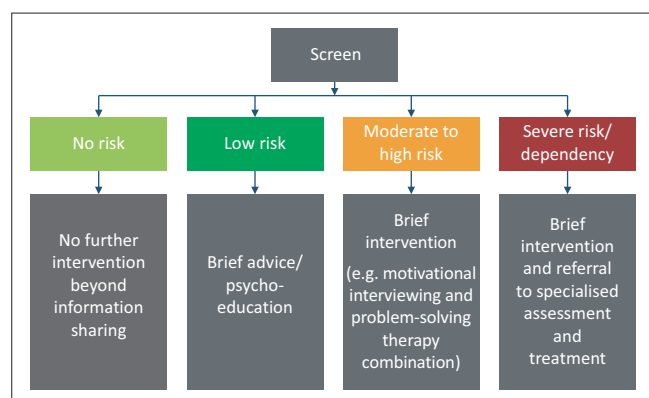 Screen
No risk
Low risk
Moderate to
high risk
Severe risk/
dependency
No further
intervention
beyond
information
sharing
Brief advice/
psycho-
education
Brief
intervention
(e.g. motivational
interviewing and
problem-solving
therapy
combination)
Brief
intervention
and referral
to specialised
assessment
and
treatment